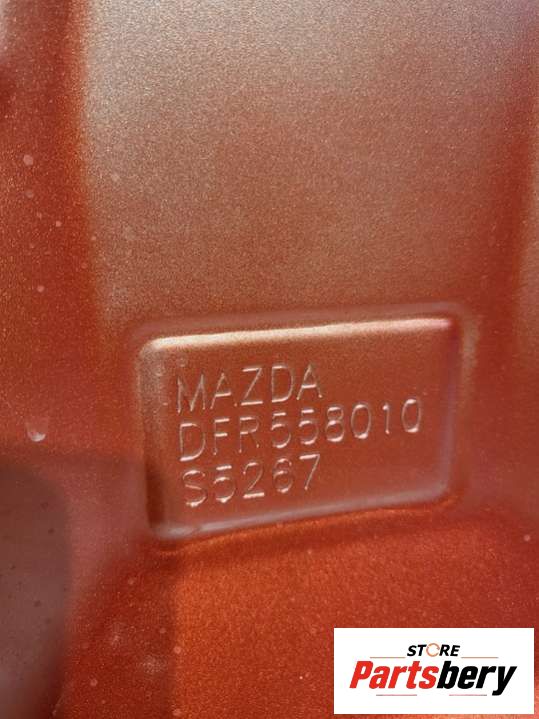 MAZDA
DFR558010
S5267
STORE
Partsbery